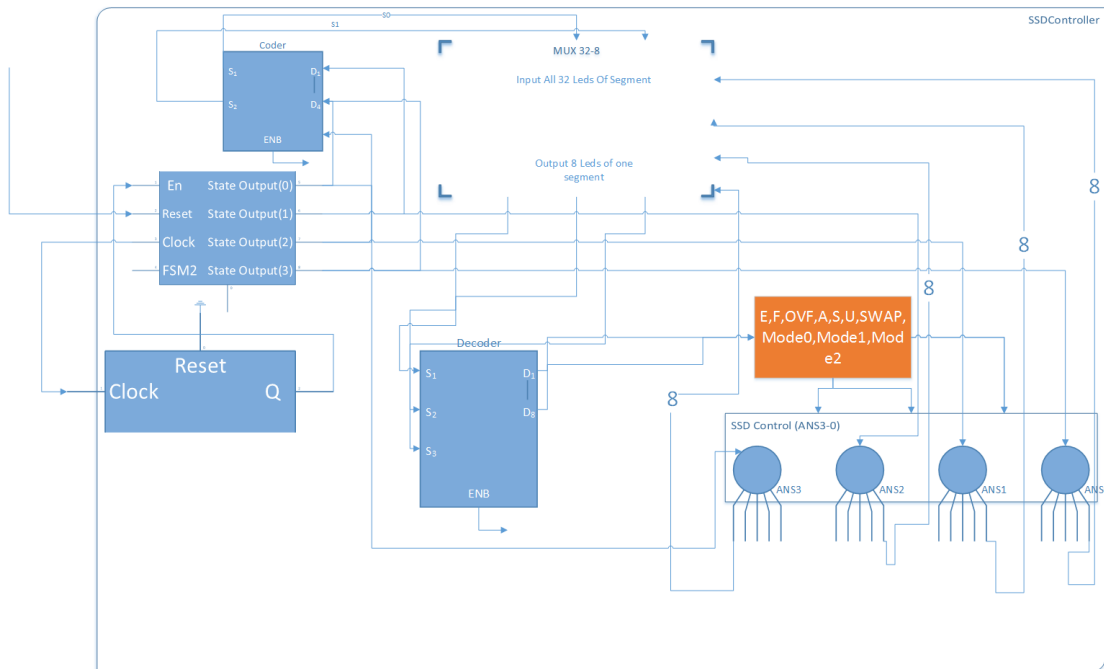 SSDController
S0
S1
Coder
S1
D1
S2
D4
ENB
MUX 32-8
Input All 32 Leds Of Segment
Output 8 Leds of one
segment
En
State Output(0)
Reset
State Output(1)
Clock
State Output(2)
FSM2
State Output(3)
8
8
8
8
Reset
Clock
Q
Decoder
S1
D1
S2
D8
S3
ENB
E,F,OVF,A,S,U,SWAP,
Mode0,Mode1,Mod
e2
SSD Control (ANS3-0)
ANS3
ANS2
ANS1
ANS